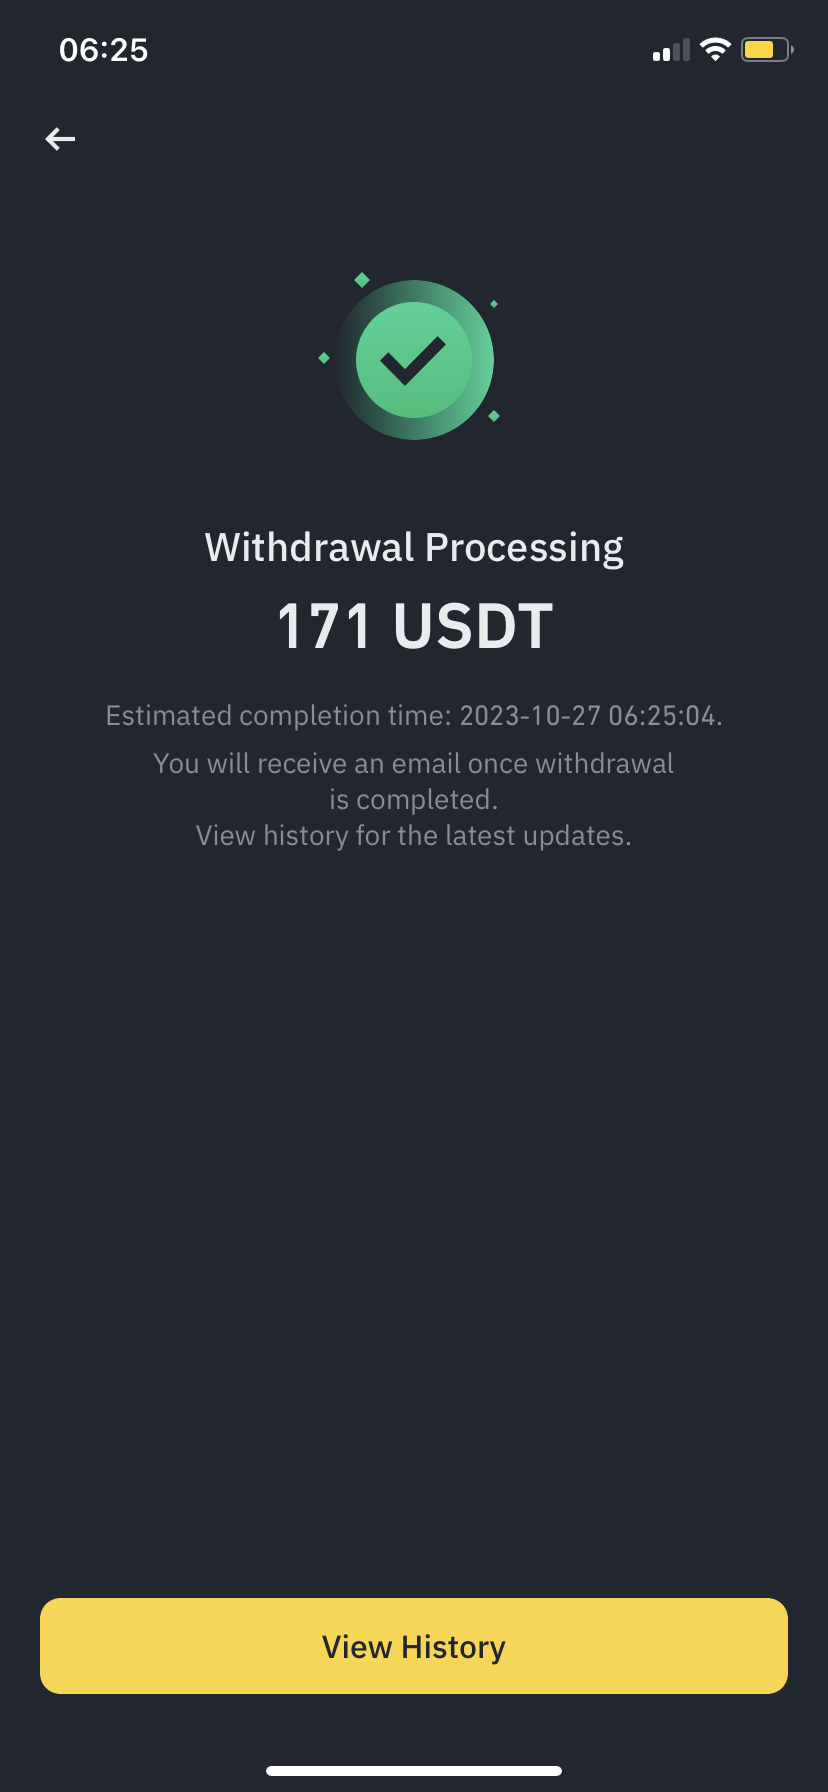 06:25
Withdrawal Processing
171 USDT
Estimated completion time: 2023-10-27 06:25:04.
You will receive an email once withdrawal
is completed.
View history for the latest updates.
View History